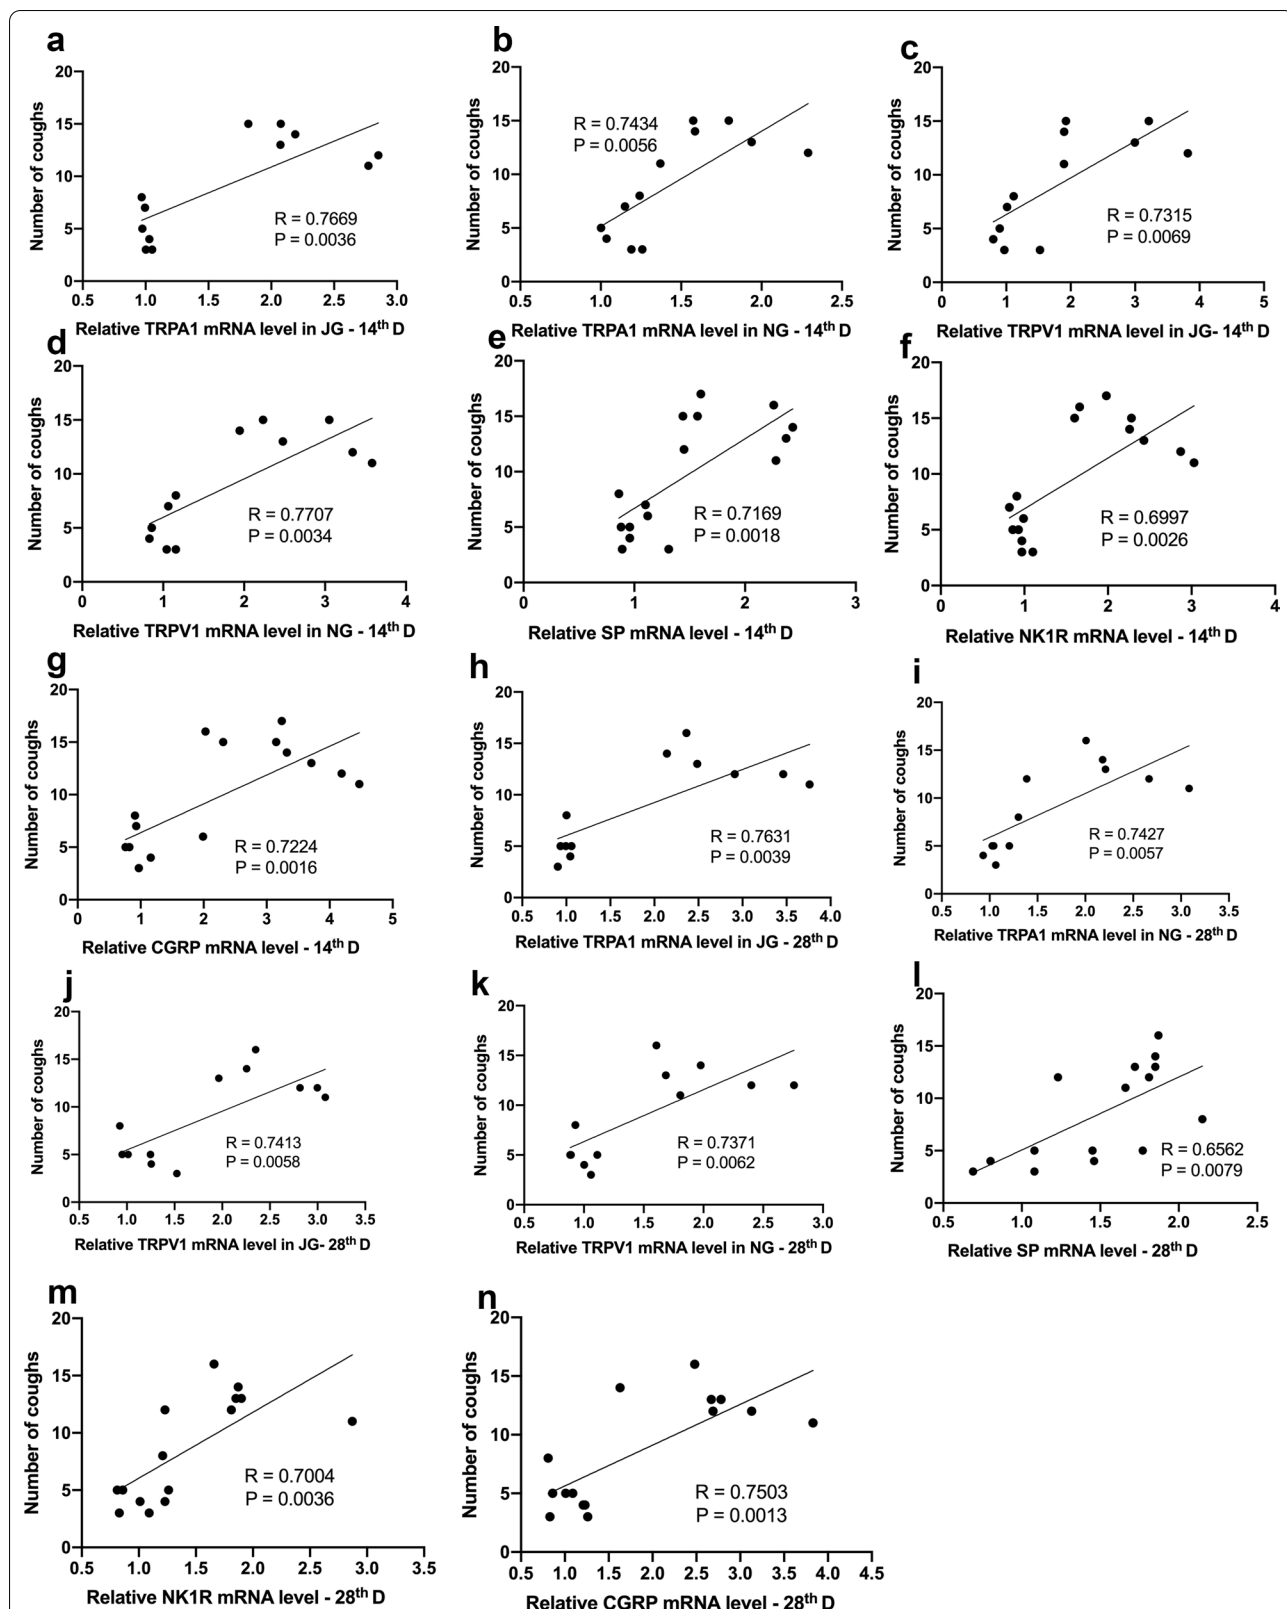 a
20
15
10
5
0
Number of coughs
R = 0.7669
P = 0.0036
0.5 1.0 1.5 2.0 2.5 3.0
Relative TRPA1 mRNA level in JG - 14th D
b
20
15
10
5
0
Number of coughs
R = 0.7434
P = 0.0056
0.5 1.0 1.5 2.0 2.5
Relative TRPA1 mRNA level in NG - 14th D
c
20
15
10
5
0
Number of coughs
R = 0.7315
P = 0.0069
0 1 2 3 4 5
Relative TRPV1 mRNA level in JG- 14th D
d
20
15
10
5
0
Number of coughs
R = 0.7707
P = 0.0034
0 1 2 3 4
Relative TRPV1 mRNA level in NG - 14th D
e
20
15
10
5
0
Number of coughs
R = 0.7169
P = 0.0018
0 1 2 3
Relative SP mRNA level - 14th D
f
20
15
10
5
0
Number of coughs
R = 0.6997
P = 0.0026
0 1 2 3 4
Relative NK1R mRNA level - 14th D
g
20
15
10
5
0
Number of coughs
R = 0.7224
P = 0.0016
0 1 2 3 4 5
Relative CGRP mRNA level - 14th D
h
20
15
10
5
0
Number of coughs
R = 0.7631
P = 0.0039
0.5 1.0 1.5 2.0 2.5 3.0 3.5 4.0
Relative TRPA1 mRNA level in JG - 28th D
i
20
15
10
5
0
Number of coughs
R = 0.7427
P = 0.0057
0.5 1.0 1.5 2.0 2.5 3.0 3.5
Relative TRPA1 mRNA level in NG - 28th D
j
20
15
10
5
0
Number of coughs
R = 0.7413
P = 0.0058
0.5 1.0 1.5 2.0 2.5 3.0 3.5
Relative TRPV1 mRNA level in JG- 28th D
k
20
15
10
5
0
Number of coughs
R = 0.7371
P = 0.0062
0.5 1.0 1.5 2.0 2.5 3.0
Relative TRPV1 mRNA level in NG - 28th D
l
20
15
10
5
0
Number of coughs
R = 0.6562
P = 0.0079
0.5 1.0 1.5 2.0 2.5
Relative SP mRNA level - 28th D
m
20
15
10
5
0
Number of coughs
R = 0.7004
P = 0.0036
0.5 1.0 1.5 2.0 2.5 3.0 3.5
Relative NK1R mRNA level - 28th D
n
20
15
10
5
0
Number of coughs
R = 0.7503
P = 0.0013
0.5 1.0 1.5 2.0 2.5 3.0 3.5 4.0 4.5
Relative CGRP mRNA level - 28th D